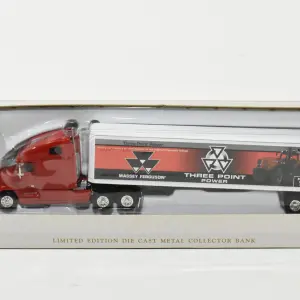 MASSEY FERGUSON
THREE POINT
POWER
LIMITED EDITION DIE CAST METAL COLLECTOR BANK